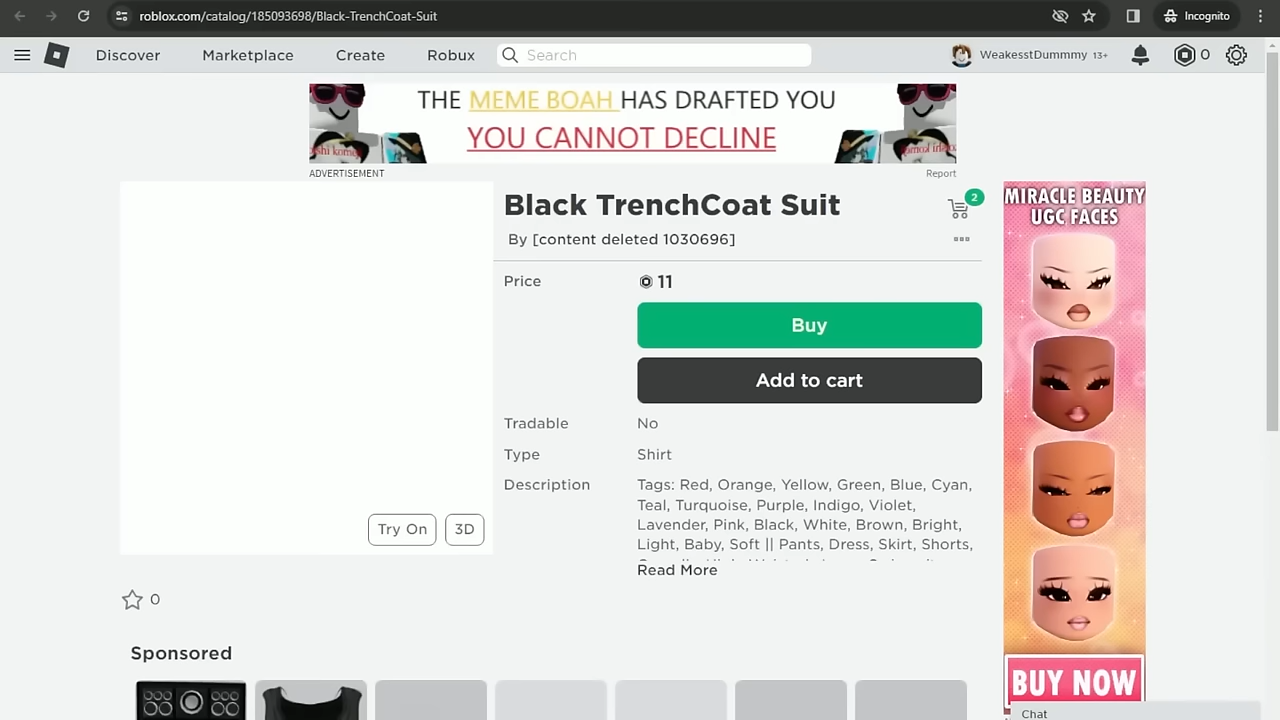 roblox.com/catalog/185093698/Black-TrenchCoat-Suit
Incognito
Discover
Marketplace
Create
Robux
Search
WeakesstDummmy 13+
0
THE MEME BOAH HAS DRAFTED YOU
YOU CANNOT DECLINE
ADVERTISEMENT
Report
Black TrenchCoat Suit
2
By [content deleted 1030696]
Price
11
Buy
Add to cart
Tradable
No
Type
Shirt
Description
Tags: Red, Orange, Yellow, Green, Blue, Cyan,
Teal, Turquoise, Purple, Indigo, Violet,
Lavender, Pink, Black, White, Brown, Bright,
Light, Baby, Soft || Pants, Dress, Skirt, Shorts,
Read More
Try On
3D
0
Sponsored
MIRACLE BEAUTY
UGC FACES
BUY NOW
Chat